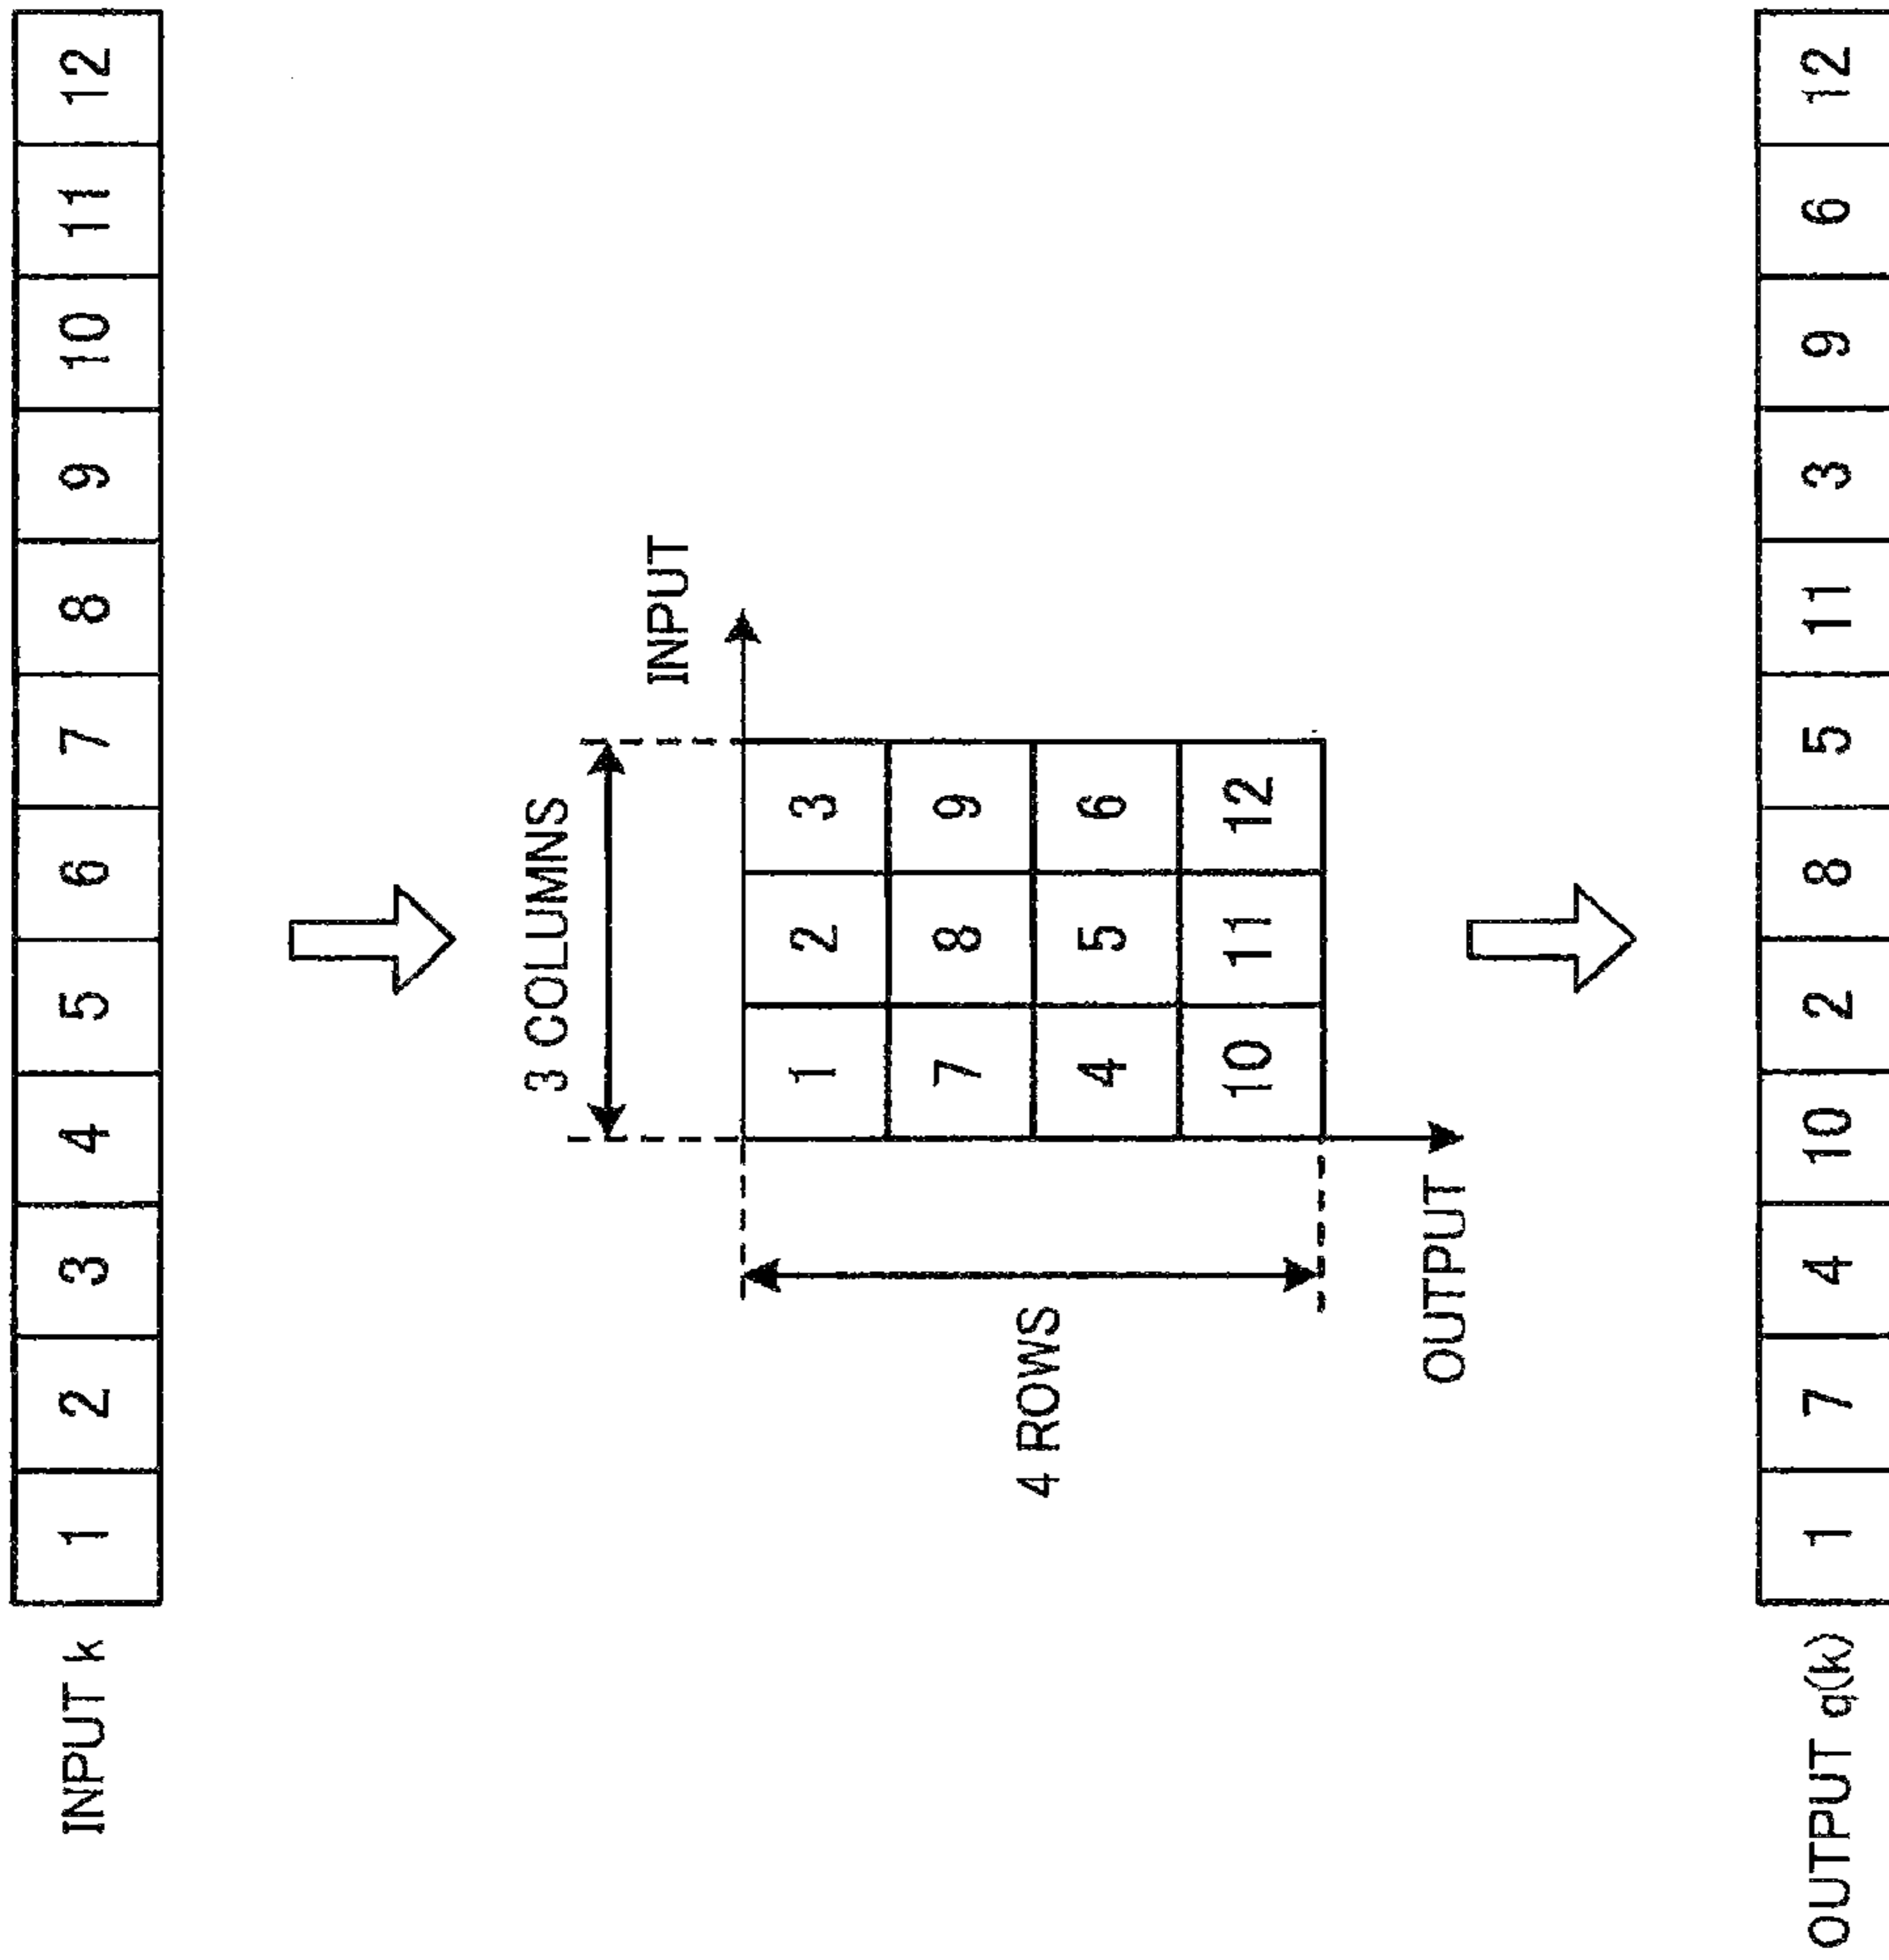 INPUT k 1 2 3 4 5 6 7 8 9 10 11 12
3 COLUMNS
INPUT
4 ROWS
1 2 3
7 8 9
4 5 6
10 11 12
OUTPUT
OUTPUT q(k) 1 7 4 10 2 8 5 11 3 9 6 12